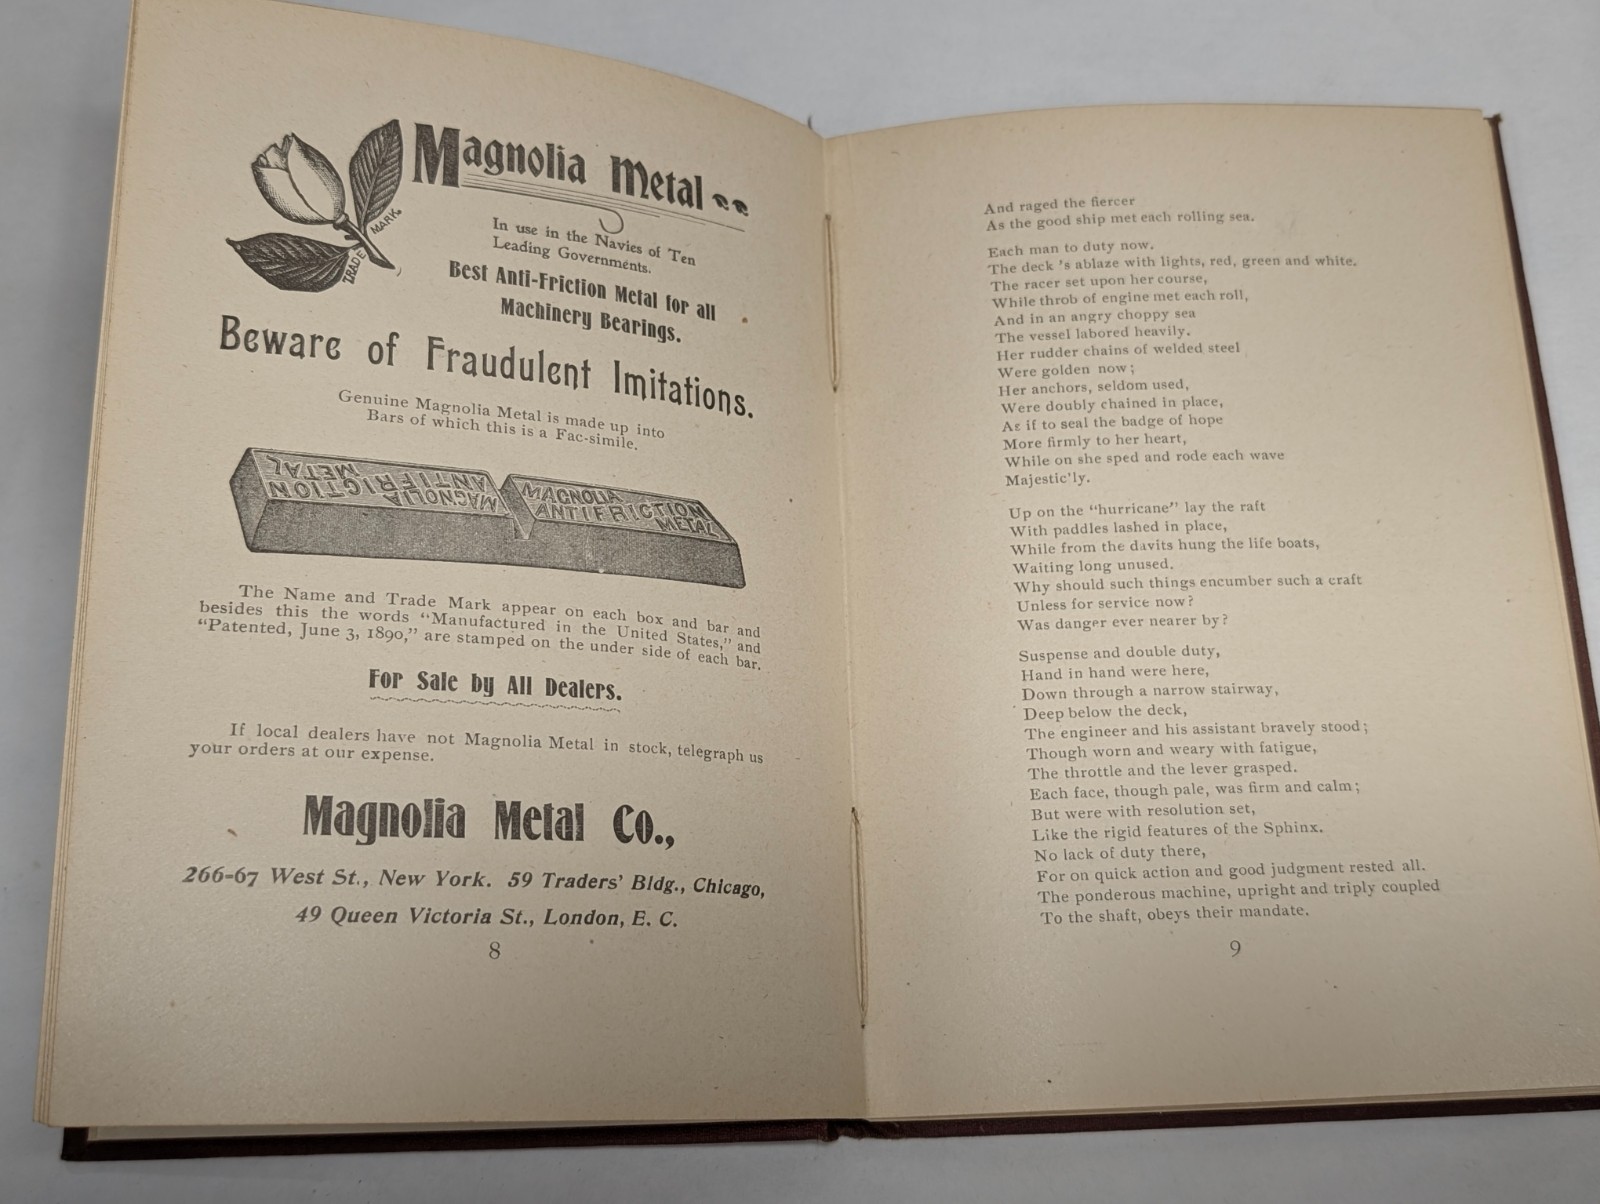 Magnolia Metal
TRADE MARK.
In use in the Navies of Ten
Leading Governments.
Best Anti-Friction Metal for all
Machinery Bearings.
Beware of Fraudulent Imitations.
Genuine Magnolia Metal is made up into
Bars of which this is a Fac-simile.
MAGNOLIA
ANTIFRICTION
METAL
MAGNOLIA
ANTIFRICTION
METAL
The Name and Trade Mark appear on each box and bar and
besides this the words "Manufactured in the United States," and
"Patented, June 3, 1890," are stamped on the under side of each bar.
For Sale by All Dealers.
If local dealers have not Magnolia Metal in stock, telegraph us
your orders at our expense.
Magnolia Metal Co.,
266-67 West St., New York. 59 Traders' Bldg., Chicago,
49 Queen Victoria St., London, E. C.
8
And raged the fiercer
As the good ship met each rolling sea.
Each man to duty now.
The deck 's ablaze with lights, red, green and white.
The racer set upon her course,
While throb of engine met each roll,
And in an angry choppy sea
The vessel labored heavily.
Her rudder chains of welded steel
Were golden now;
Her anchors, seldom used,
Were doubly chained in place,
As if to seal the badge of hope
More firmly to her heart,
While on she sped and rode each wave
Majestic'ly.
Up on the "hurricane" lay the raft
With paddles lashed in place,
While from the davits hung the life boats,
Waiting long unused.
Why should such things encumber such a craft
Unless for service now?
Was danger ever nearer by?
Suspense and double duty,
Hand in hand were here,
Down through a narrow stairway,
Deep below the deck,
The engineer and his assistant bravely stood;
Though worn and weary with fatigue,
The throttle and the lever grasped.
Each face, though pale, was firm and calm;
But were with resolution set,
Like the rigid features of the Sphinx.
No lack of duty there,
For on quick action and good judgment rested all.
The ponderous machine, upright and triply coupled
To the shaft, obeys their mandate.
9